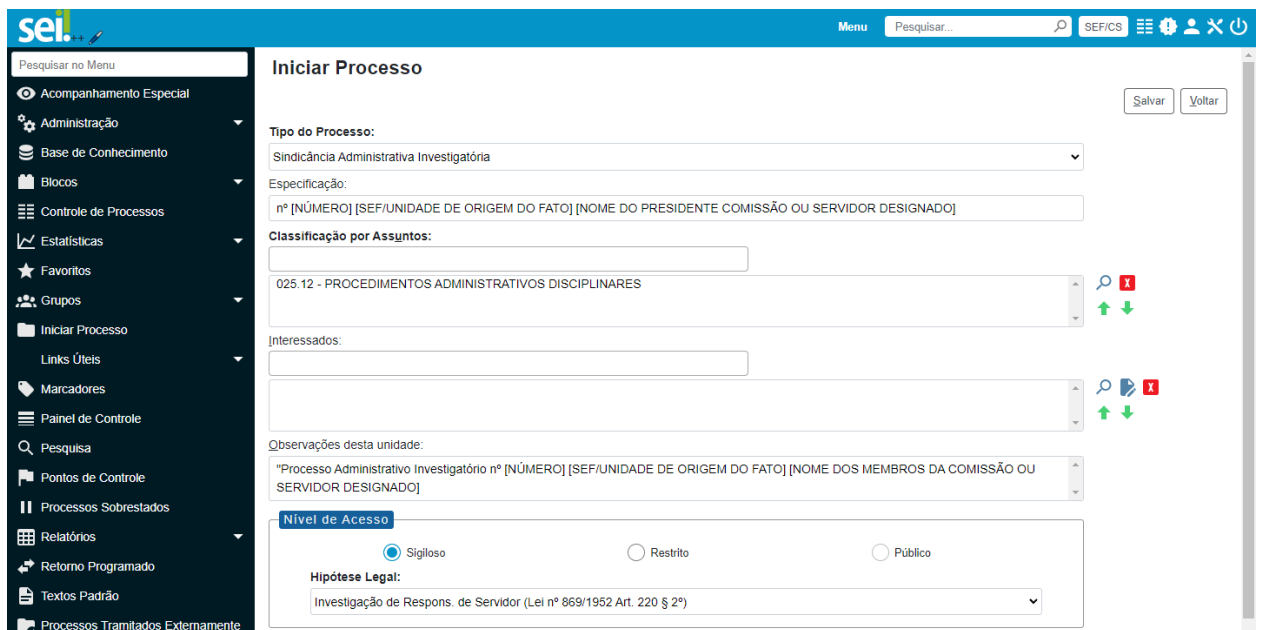 sei!++
Menu
Pesquisar...
SEF/CS
Pesquisar no Menu
Acompanhamento Especial
Administração
Base de Conhecimento
Blocos
Controle de Processos
Estatísticas
Favoritos
Grupos
Iniciar Processo
Links Úteis
Marcadores
Painel de Controle
Pesquisa
Pontos de Controle
Processos Sobrestados
Relatórios
Retorno Programado
Textos Padrão
Processos Tramitados Externamente
Iniciar Processo
Salvar
Voltar
Tipo do Processo:
Sindicância Administrativa Investigatória
Especificação:
nº [NÚMERO] [SEF/UNIDADE DE ORIGEM DO FATO] [NOME DO PRESIDENTE COMISSÃO OU SERVIDOR DESIGNADO]
Classificação por Assuntos:
025.12 - PROCEDIMENTOS ADMINISTRATIVOS DISCIPLINARES
Interessados:
Observações desta unidade:
"Processo Administrativo Investigatório nº [NÚMERO] [SEF/UNIDADE DE ORIGEM DO FATO] [NOME DOS MEMBROS DA COMISSÃO OU
SERVIDOR DESIGNADO]
Nível de Acesso
Sigiloso
Restrito
Público
Hipótese Legal:
Investigação de Respons. de Servidor (Lei nº 869/1952 Art. 220 § 2º)